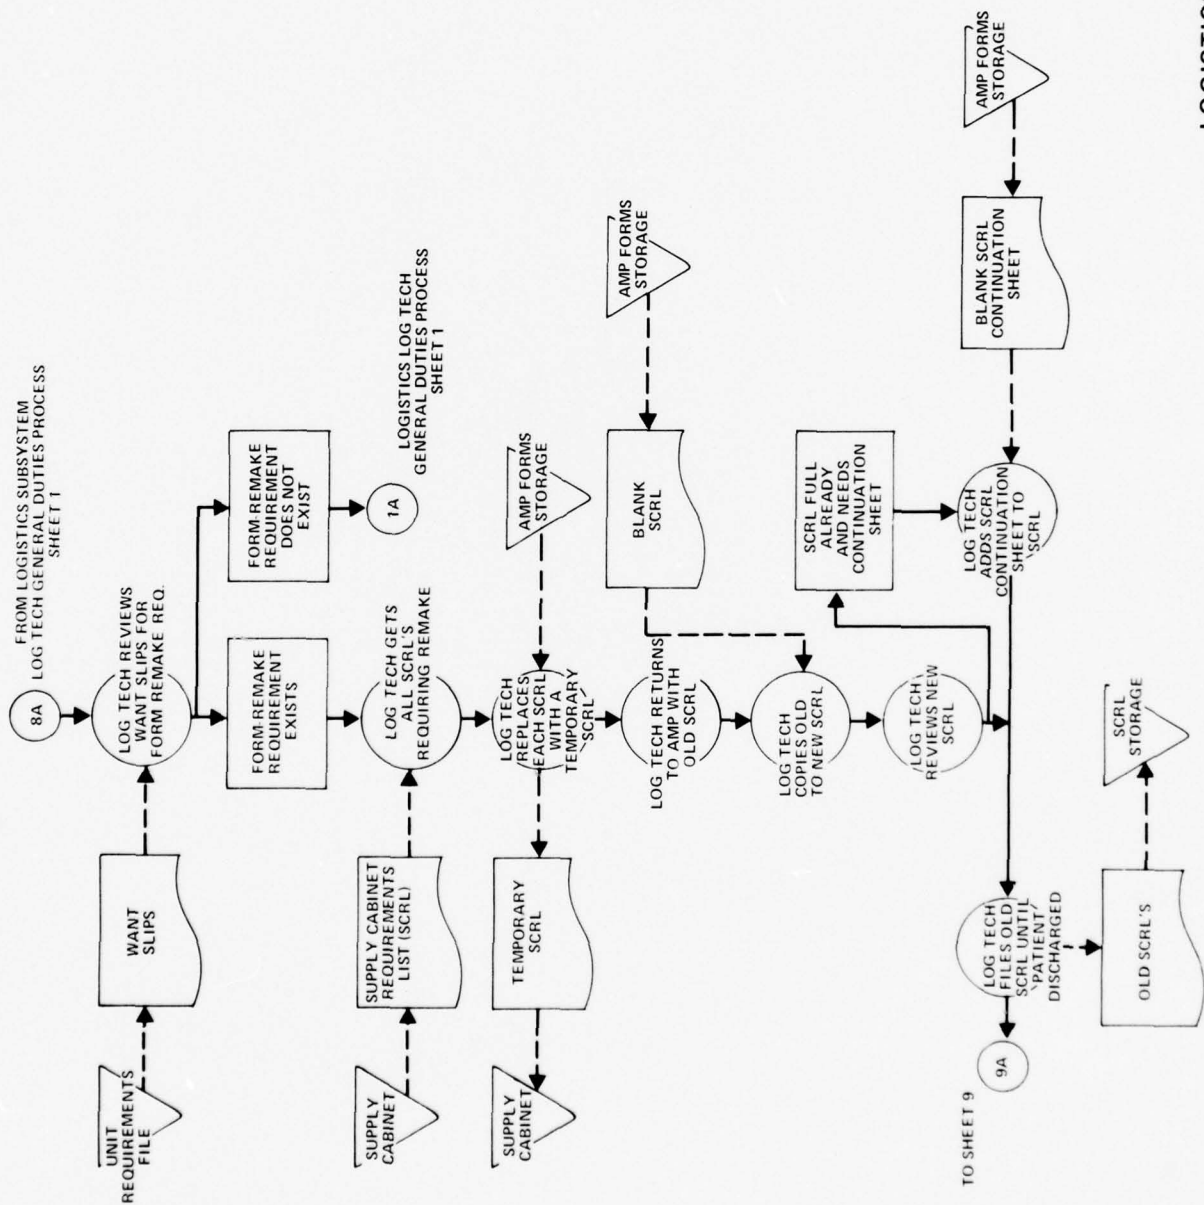 FROM LOGISTICS SUBSYSTEM
LOG TECH GENERAL DUTIES PROCESS
SHEET 1
8A
UNIT
REQUIREMENTS
FILE
WANT
SLIPS
LOG TECH REVIEWS
WANT SLIPS FOR
FORM REMAKE REQ.
FORM-REMAKE
REQUIREMENT
EXISTS
FORM-REMAKE
REQUIREMENT
DOES NOT
EXIST
1A
LOGISTICS LOG TECH
GENERAL DUTIES PROCESS
SHEET 1
SUPPLY
CABINET
SUPPLY CABINET
REQUIREMENTS
LIST (SCRL)
LOG TECH GETS
ALL SCRL'S
REQUIRING REMAKE
AMP FORMS
STORAGE
LOG TECH
REPLACES
EACH SCRL
WITH A
TEMPORARY
SCRL
TEMPORARY
SCRL
SUPPLY
CABINET
LOG TECH RETURNS
TO AMP WITH
OLD SCRL
AMP FORMS
STORAGE
BLANK
SCRL
LOG TECH
COPIES OLD
TO NEW SCRL
LOG TECH
REVIEWS NEW
SCRL
SCRL FULL
ALREADY
AND NEEDS
CONTINUATION
SHEET
AMP FORMS
STORAGE
BLANK SCRL
CONTINUATION
SHEET
LOG TECH
ADDS SCRL
CONTINUATION
SHEET TO
SCRL
LOG TECH
FILES OLD
SCRL UNTIL
PATIENT
DISCHARGED
TO SHEET 9
9A
OLD SCRL'S
SCRL
STORAGE